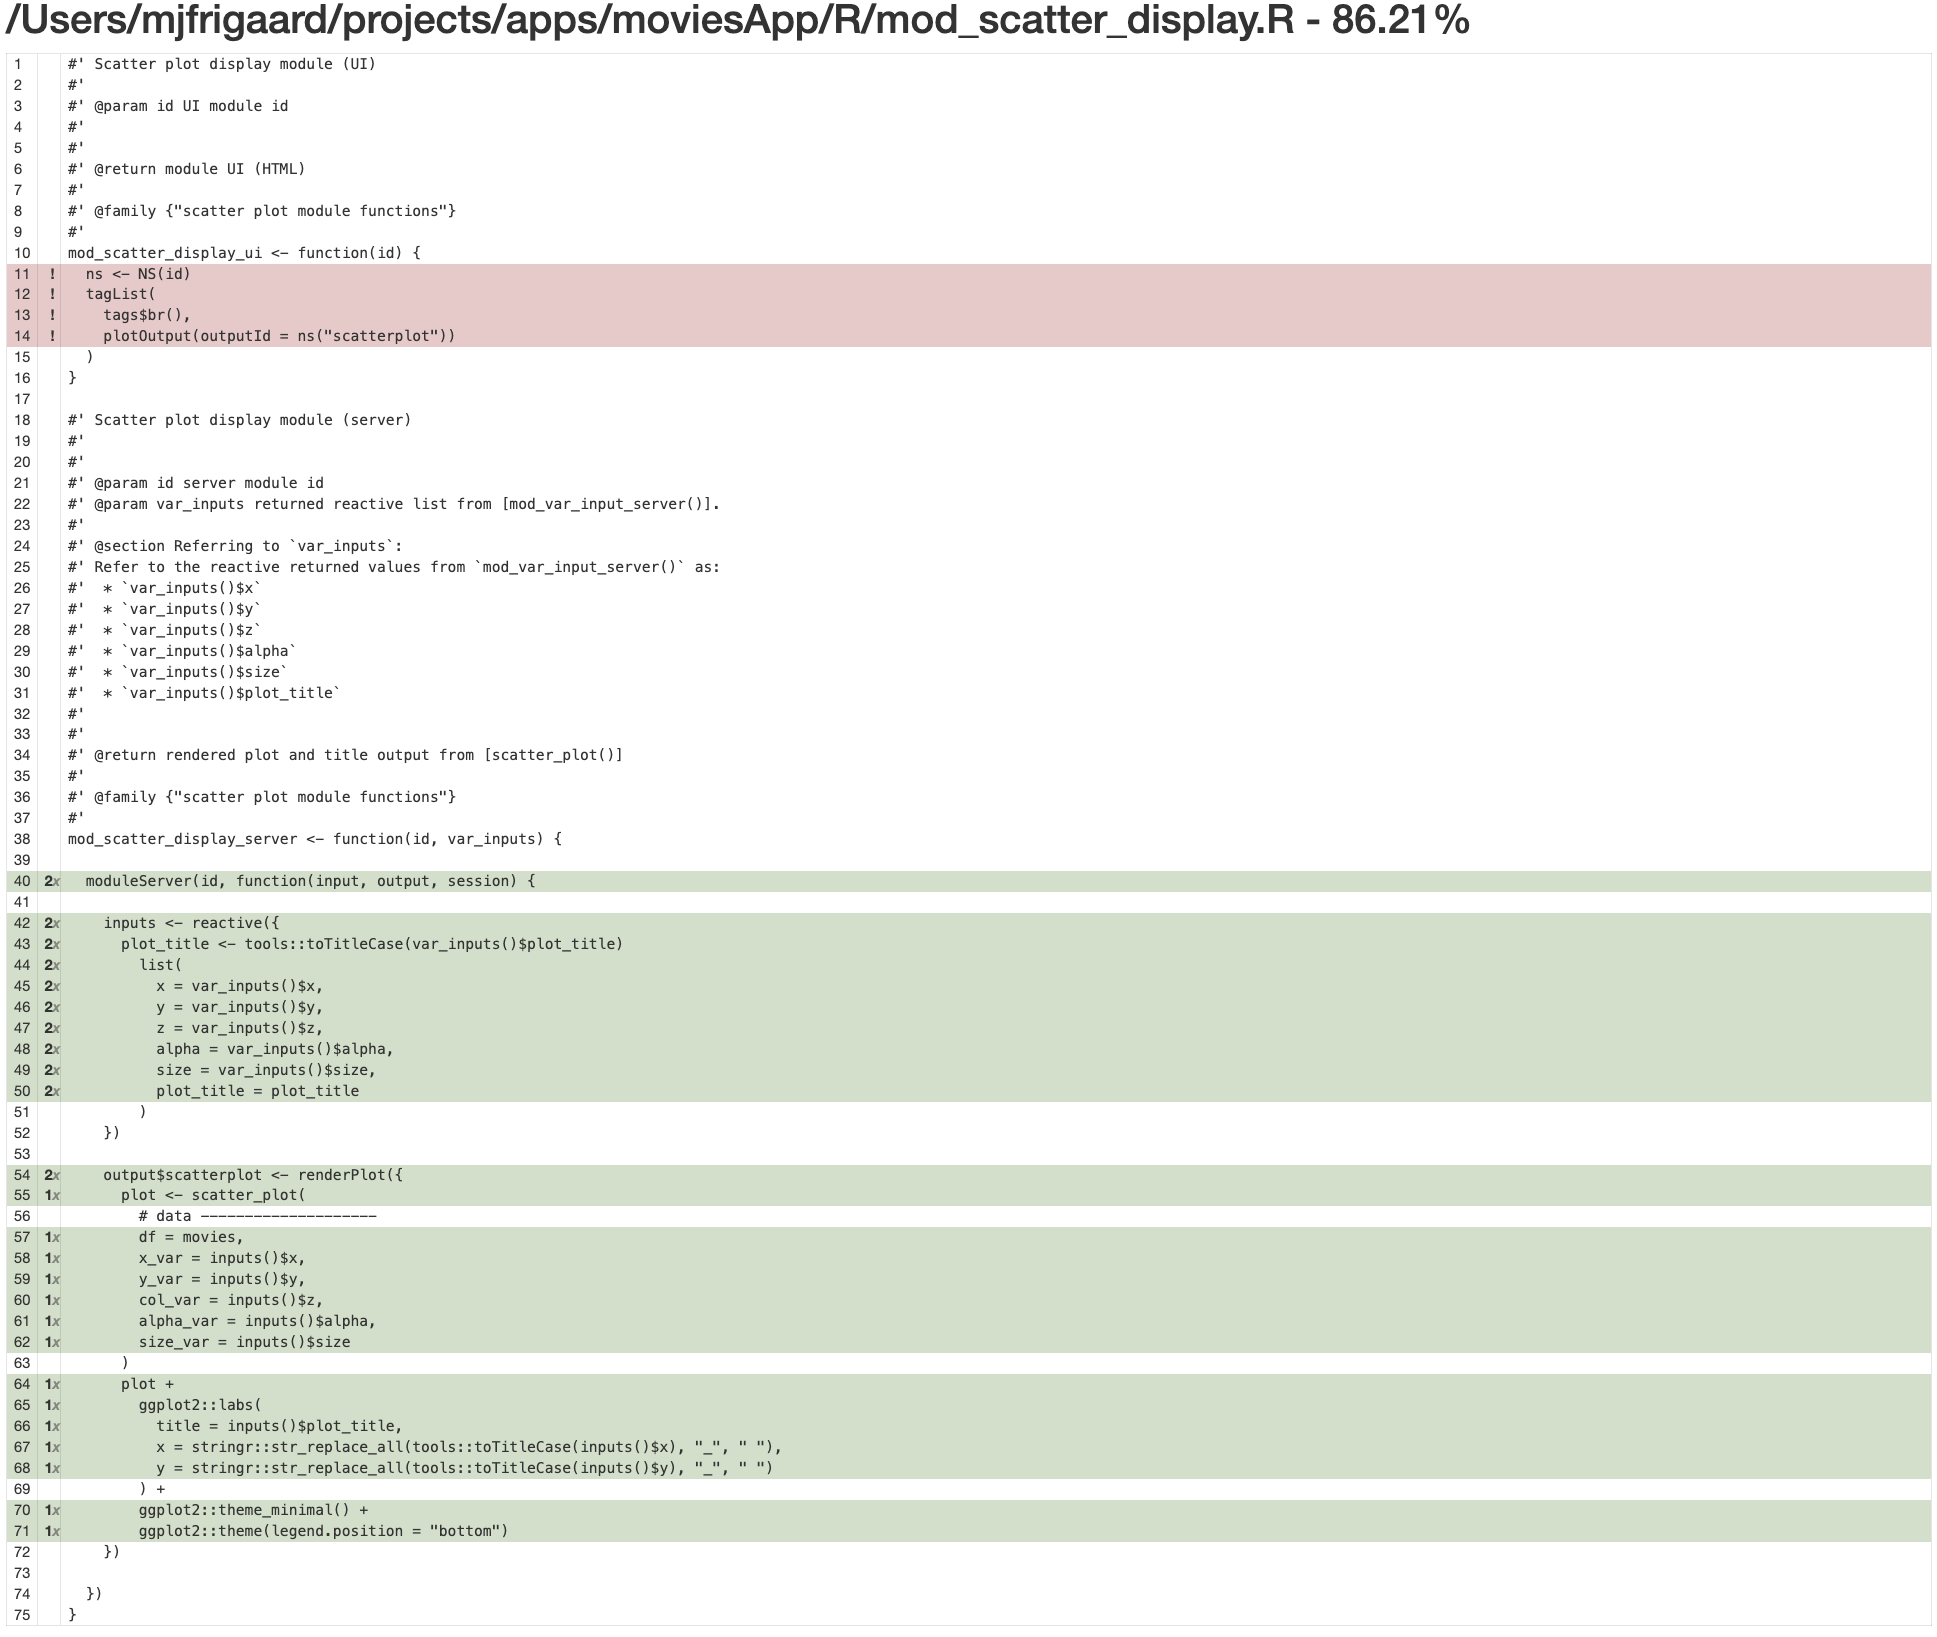 /Users/mjfrigaard/projects/apps/moviesApp/R/mod_scatter_display.R - 86.21%
1 #' Scatter plot display module (UI)
2 #'
3 #' @param id UI module id
4 #'
5 #'
6 #' @return module UI (HTML)
7 #'
8 #' @family {"scatter plot module functions"}
9 #'
10 mod_scatter_display_ui <- function(id) {
11 ! ns <- NS(id)
12 ! tagList(
13 ! tags$br(),
14 ! plotOutput(outputId = ns("scatterplot"))
15 )
16 }
17
18 #' Scatter plot display module (server)
19 #'
20 #'
21 #' @param id server module id
22 #' @param var_inputs returned reactive list from [mod_var_input_server()].
23 #'
24 #' @section Referring to `var_inputs`:
25 #' Refer to the reactive returned values from `mod_var_input_server()` as:
26 #'  * `var_inputs()$x`
27 #'  * `var_inputs()$y`
28 #'  * `var_inputs()$z`
29 #'  * `var_inputs()$alpha`
30 #'  * `var_inputs()$size`
31 #'  * `var_inputs()$plot_title`
32 #'
33 #'
34 #' @return rendered plot and title output from [scatter_plot()]
35 #'
36 #' @family {"scatter plot module functions"}
37 #'
38 mod_scatter_display_server <- function(id, var_inputs) {
39
40 2x moduleServer(id, function(input, output, session) {
41
42 2x inputs <- reactive({
43 2x plot_title <- tools::toTitleCase(var_inputs()$plot_title)
44 2x list(
45 2x x = var_inputs()$x,
46 2x y = var_inputs()$y,
47 2x z = var_inputs()$z,
48 2x alpha = var_inputs()$alpha,
49 2x size = var_inputs()$size,
50 2x plot_title = plot_title
51 )
52 })
53
54 2x output$scatterplot <- renderPlot({
55 1x plot <- scatter_plot(
56 # data --------------------
57 1x df = movies,
58 1x x_var = inputs()$x,
59 1x y_var = inputs()$y,
60 1x col_var = inputs()$z,
61 1x alpha_var = inputs()$alpha,
62 1x size_var = inputs()$size
63 )
64 1x plot +
65 1x ggplot2::labs(
66 1x title = inputs()$plot_title,
67 1x x = stringr::str_replace_all(tools::toTitleCase(inputs()$x), "_", " "),
68 1x y = stringr::str_replace_all(tools::toTitleCase(inputs()$y), "_", " ")
69 ) +
70 1x ggplot2::theme_minimal() +
71 1x ggplot2::theme(legend.position = "bottom")
72 })
73
74 })
75 }